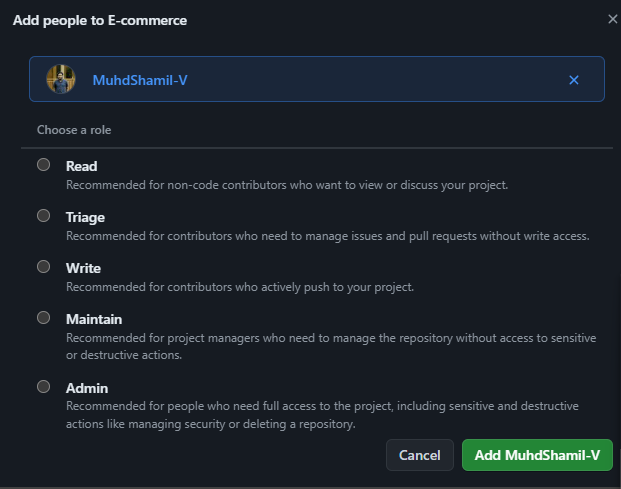 Add people to E-commerce
MuhdShamil-V
Choose a role
Read
Recommended for non-code contributors who want to view or discuss your project.
Triage
Recommended for contributors who need to manage issues and pull requests without write access.
Write
Recommended for contributors who actively push to your project.
Maintain
Recommended for project managers who need to manage the repository without access to sensitive
or destructive actions.
Admin
Recommended for people who need full access to the project, including sensitive and destructive
actions like managing security or deleting a repository.
Cancel
Add MuhdShamil-V